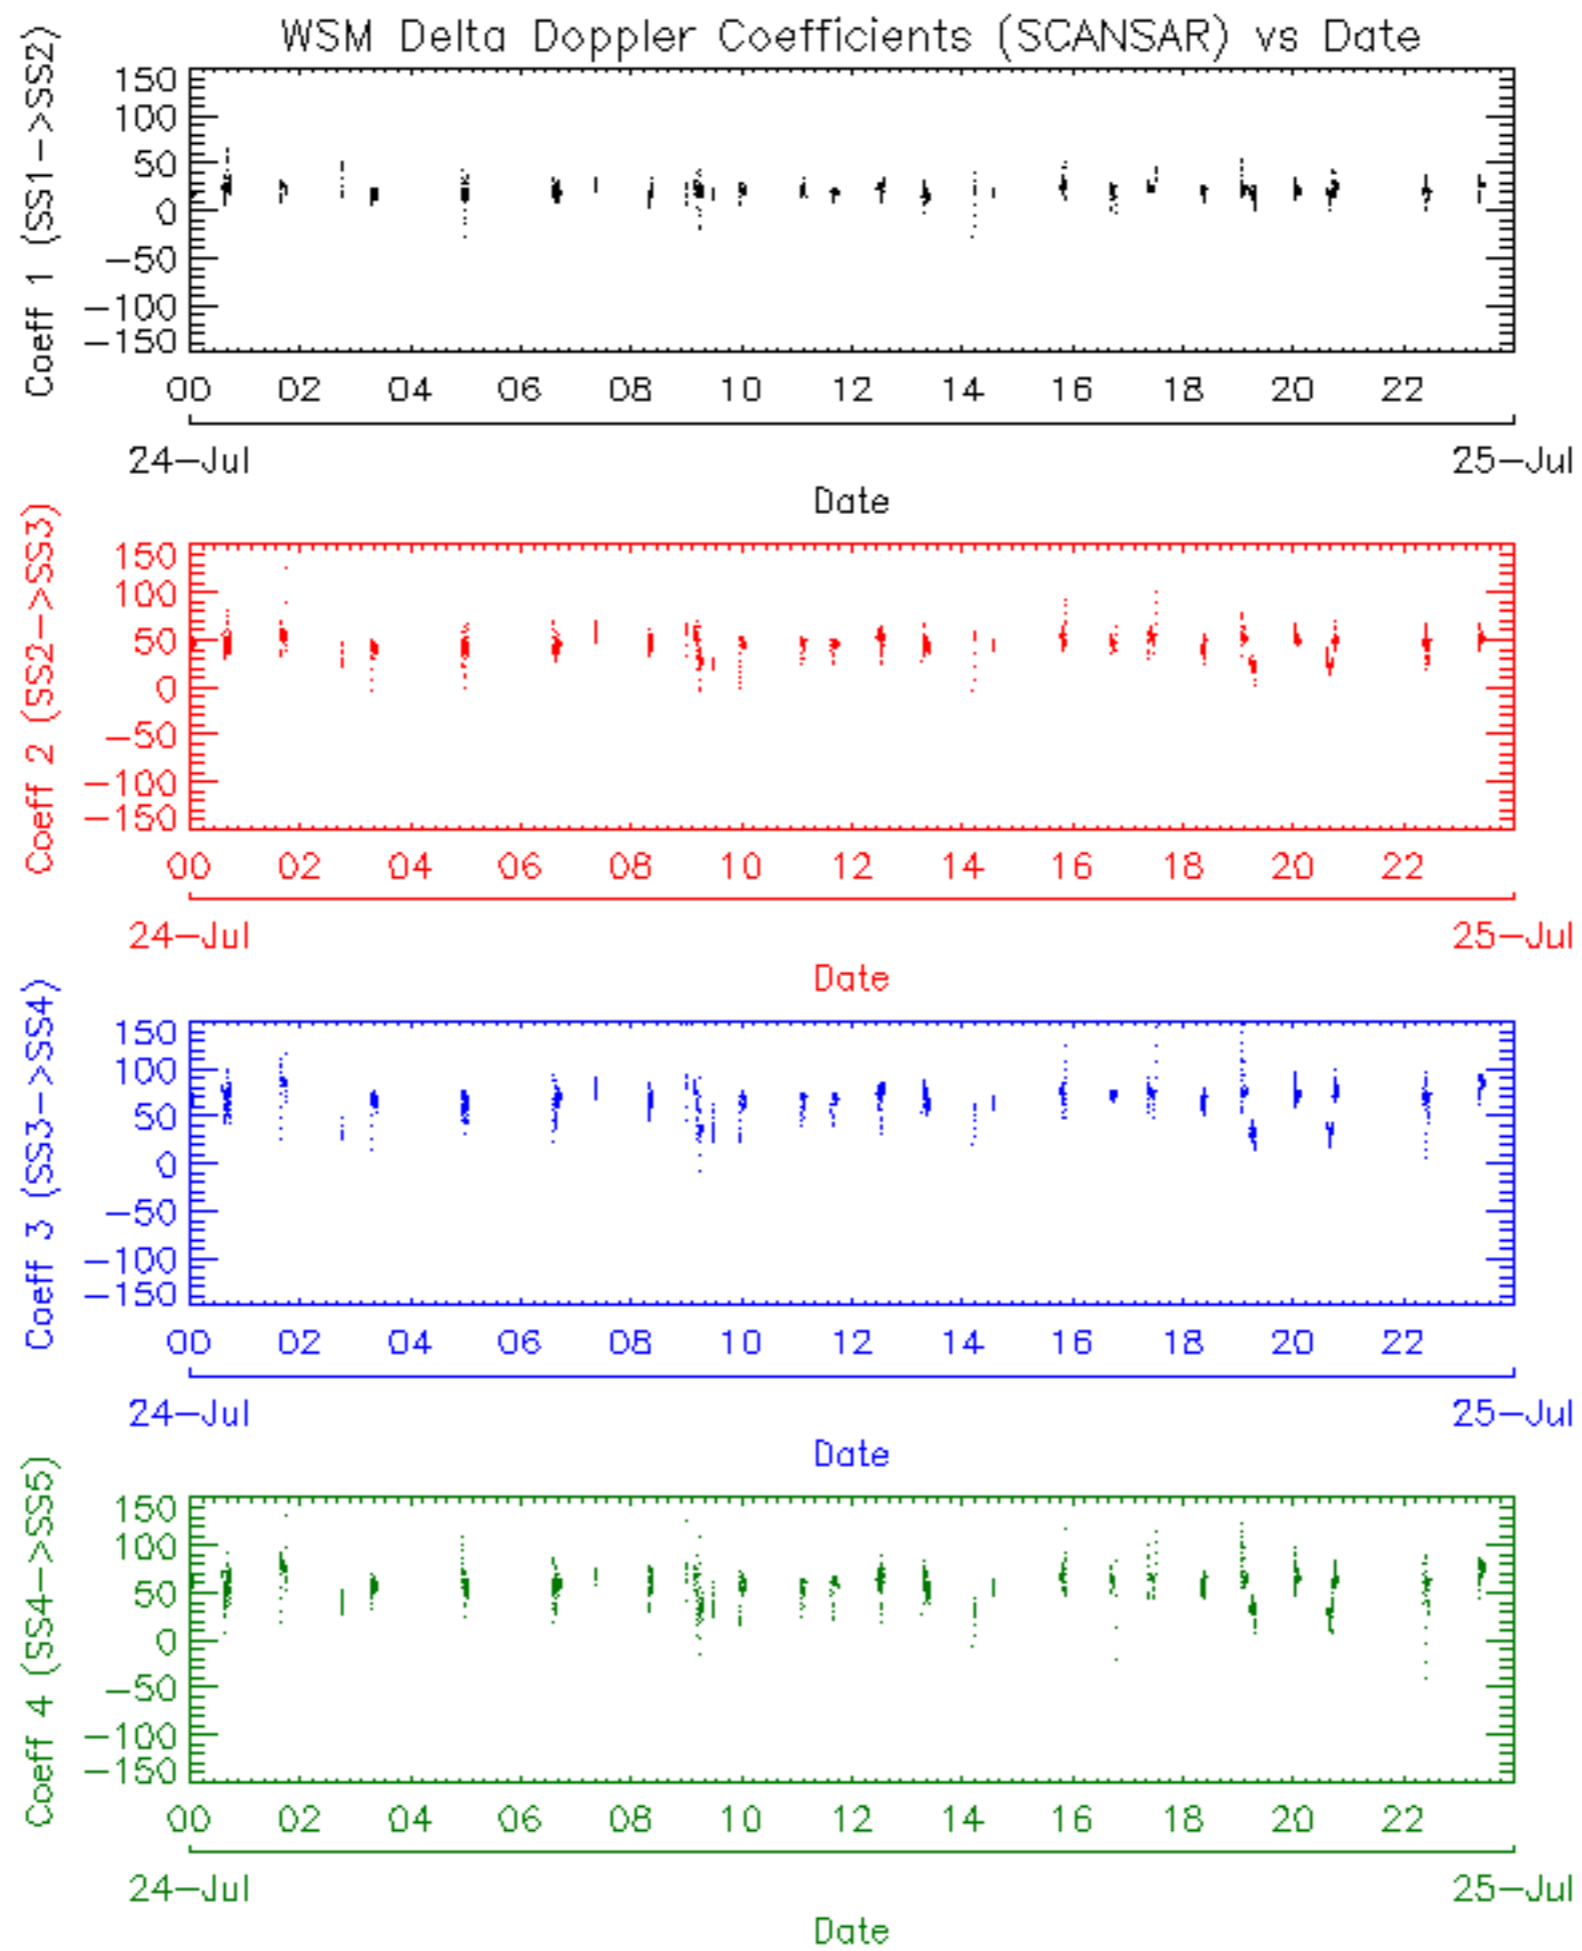 WSM Delta Doppler Coefficients (SCANSAR) vs Date
Coeff 1 (SS1->SS2)
150
100
50
0
-50
-100
-150
00 02 04 06 08 10 12 14 16 18 20 22
24-Jul 25-Jul
Date
Coeff 2 (SS2->SS3)
150
100
50
0
-50
-100
-150
00 02 04 06 08 10 12 14 16 18 20 22
24-Jul 25-Jul
Date
Coeff 3 (SS3->SS4)
150
100
50
0
-50
-100
-150
00 02 04 06 08 10 12 14 16 18 20 22
24-Jul 25-Jul
Date
Coeff 4 (SS4->SS5)
150
100
50
0
-50
-100
-150
00 02 04 06 08 10 12 14 16 18 20 22
24-Jul 25-Jul
Date